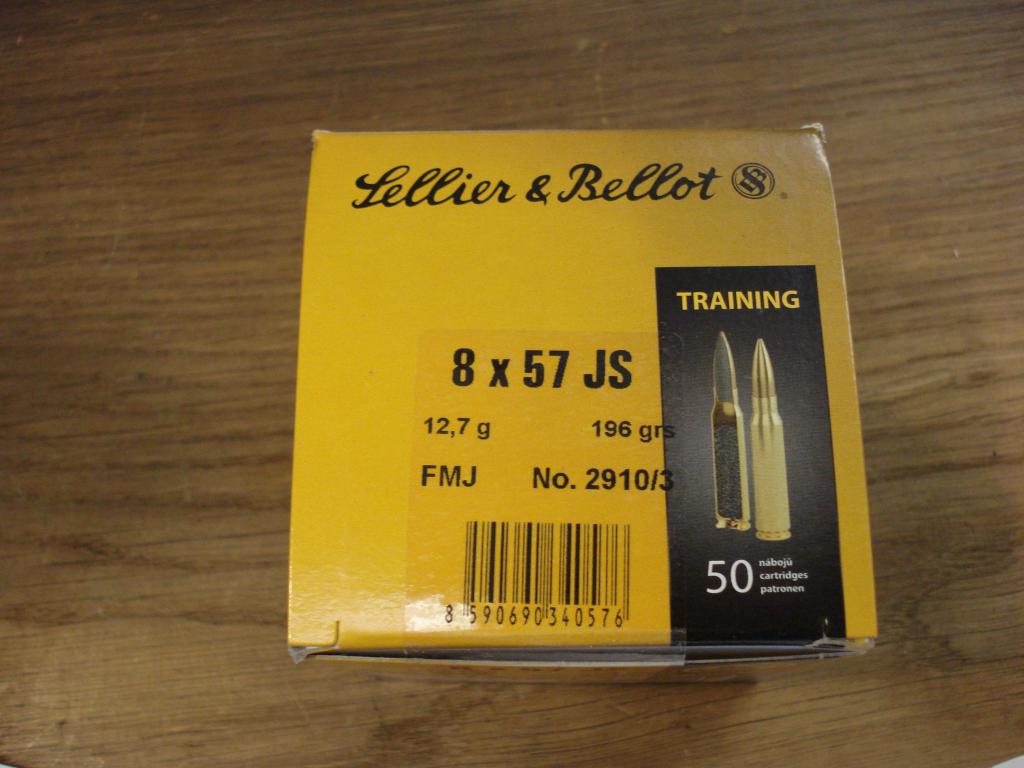 Lellier & Bellot
TRAINING
8 x 57 JS
12,7 g 196 grs
FMJ No. 2910/3
50 nábojů
cartridges
patronen
8 590690 340576